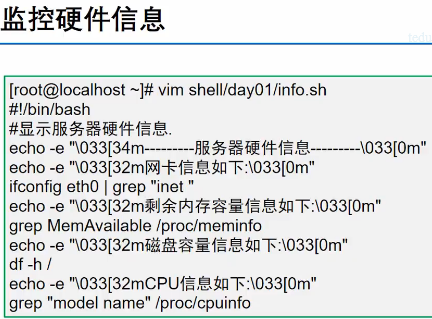 监控硬件信息
tedu
[root@localhost ~]# vim shell/day01/info.sh
#!/bin/bash
#显示服务器硬件信息.
echo -e "\033[34m---------服务器硬件信息---------\033[0m"
echo -e "\033[32m网卡信息如下:\033[0m"
ifconfig eth0 | grep "inet "
echo -e "\033[32m剩余内存容量信息如下:\033[0m"
grep MemAvailable /proc/meminfo
echo -e "\033[32m磁盘容量信息如下:\033[0m"
df -h /
echo -e "\033[32mCPU信息如下:\033[0m"
grep "model name" /proc/cpuinfo